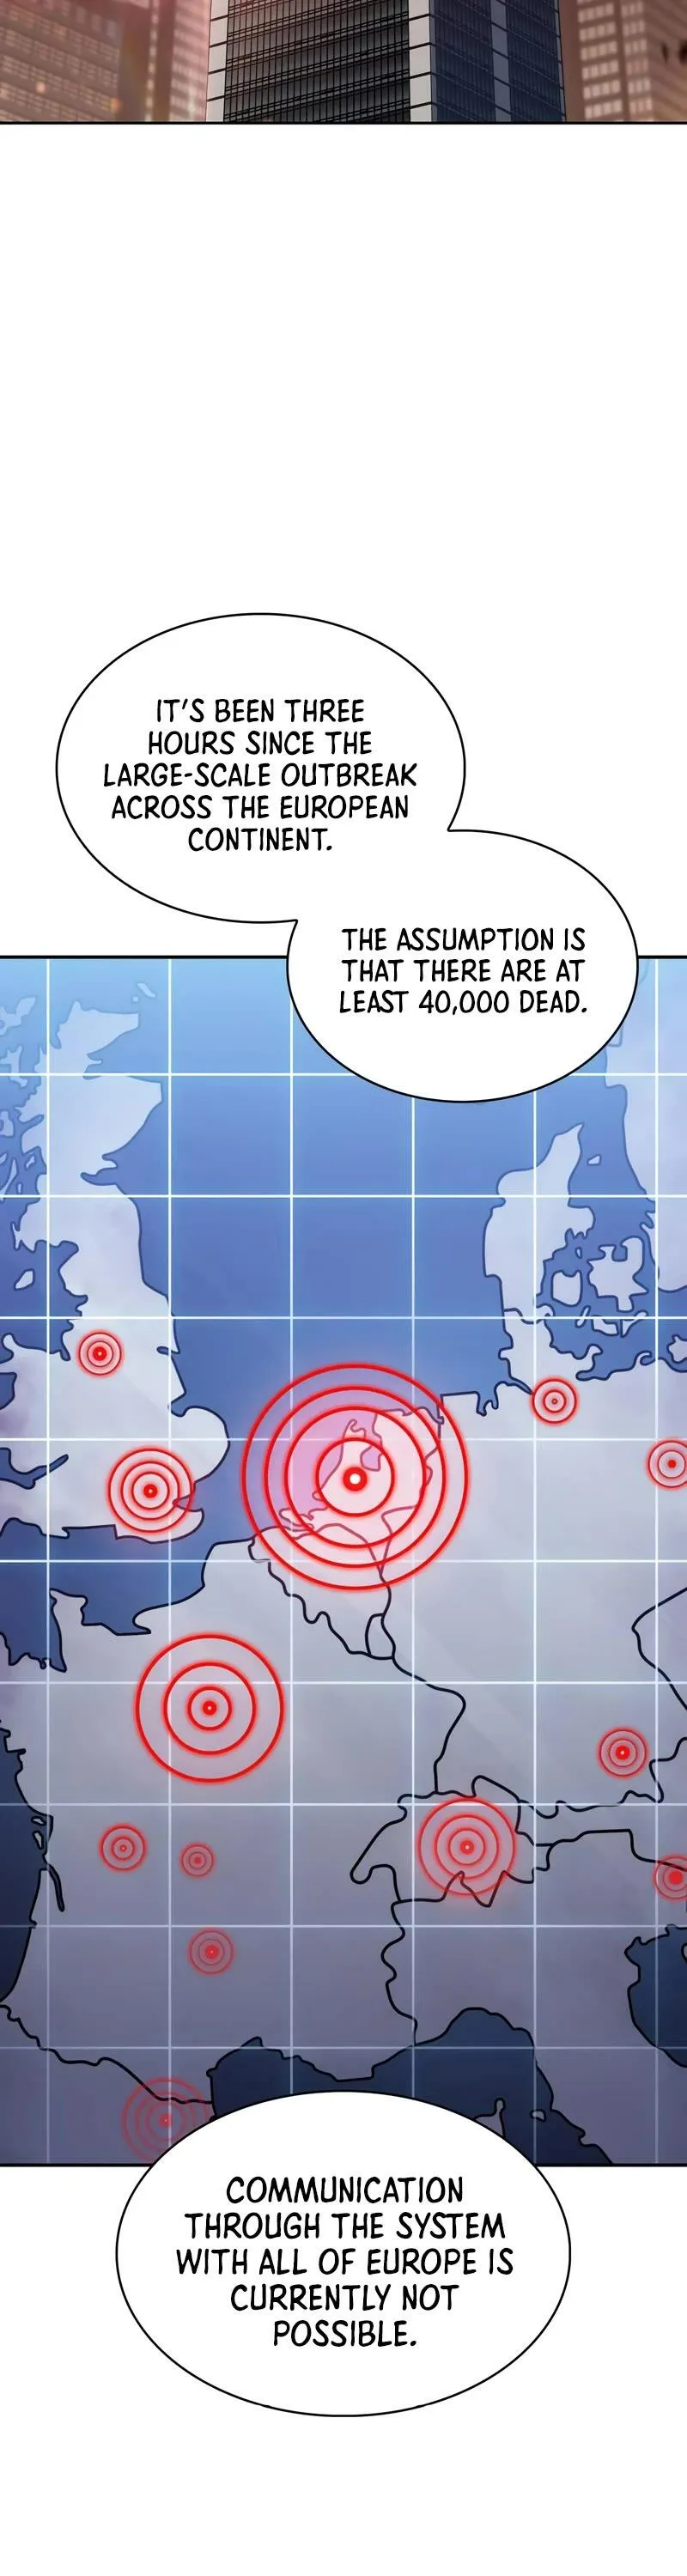 IT'S BEEN THREE
HOURS SINCE THE
LARGE-SCALE OUTBREAK
ACROSS THE EUROPEAN
CONTINENT.
THE ASSUMPTION IS
THAT THERE ARE AT
LEAST 40,000 DEAD.
COMMUNICATION
THROUGH THE SYSTEM
WITH ALL OF EUROPE IS
CURRENTLY NOT
POSSIBLE.